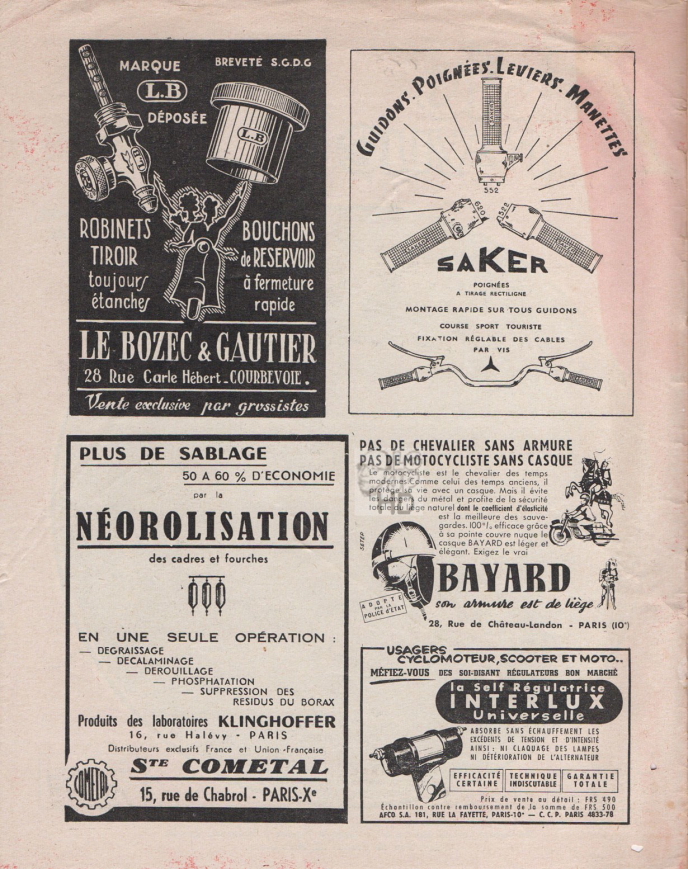 MARQUE
L.B
DÉPOSÉE
BREVETÉ S.G.D.G
L.B
ROBINETS
TIROIR
toujours
étanches
BOUCHONS
de RESERVOIR
à fermeture
rapide
LE BOZEC & GAUTIER
28 Rue Carle Hébert_COURBEVOIE.
Vente exclusive par grossistes
GUIDONS. POIGNÉES. LEVIERS. MANETTES
552
620
1522
SAKER
POIGNÉES
A TIRAGE RECTILIGNE
MONTAGE RAPIDE SUR TOUS GUIDONS
COURSE SPORT TOURISTE
FIXATION RÉGLABLE DES CABLES
PAR VIS
PLUS DE SABLAGE
50 A 60 % D'ECONOMIE
par la
NÉOROLISATION
des cadres et fourches
EN UNE SEULE OPÉRATION :
— DEGRAISSAGE
— DECALAMINAGE
— DEROUILLAGE
— PHOSPHATATION
— SUPPRESSION DES
RESIDUS DU BORAX
Produits des laboratoires KLINGHOFFER
16, rue Halévy - PARIS
Distributeurs exclusifs France et Union -Française
STE COMETAL
COMETAL
15, rue de Chabrol - PARIS-Xe
PAS DE CHEVALIER SANS ARMURE
PAS DE MOTOCYCLISTE SANS CASQUE
Le motocycliste est le chevalier des temps
modernes. Comme celui des temps anciens, il
protège sa vie avec un casque. Mais il évite
du métal et profite de la sécurité
totale du liège naturel dont le coefficient d'élasticité
est la meilleure des sauve-
gardes. 100% efficace grâce
à sa pointe couvre nuque le
casque BAYARD est léger et
élégant. Exigez le vrai
BAYARD
son armure est de liège
ADOPTÉ
PAR LA
POLICE d'ETAT
28, Rue de Château-Landon - PARIS (10e)
USAGERS
CYCLOMOTEUR, SCOOTER ET MOTO..
MÉFIEZ-VOUS DES SOI-DISANT RÉGULATEURS BON MARCHÉ
la Self Régulatrice
INTERLUX
Universelle
ABSORBE SANS ÉCHAUFFEMENT LES
EXCÉDENTS DE TENSION ET D'INTENSITÉ
AINSI : NI CLAQUAGE DES LAMPES
NI DÉTÉRIORATION DE L'ALTERNATEUR
EFFICACITÉ
CERTAINE
TECHNIQUE
INDISCUTABLE
GARANTIE
TOTALE
Prix de vente au détail : FRS 490
Échantillon contre remboursement de la somme de FRS 500
AFCO S.A. 181, RUE LA FAYETTE, PARIS-10e — C.C.P. PARIS 4833-78